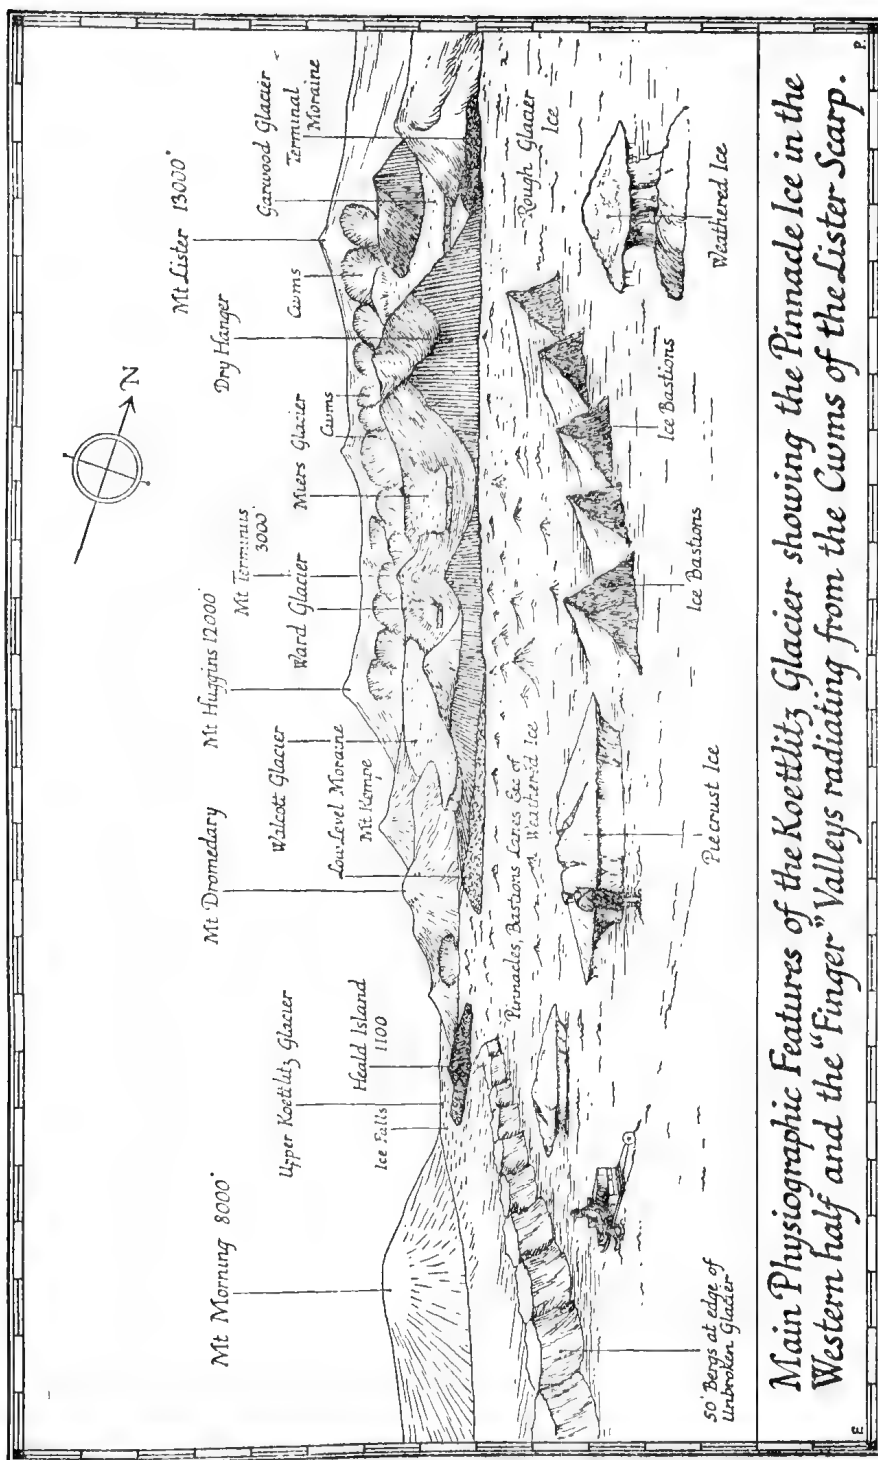 Mt Morning 8000'
Upper Koettlitz Glacier
Ice Falls
Heald Island
1100
Mt Dromedary
Walcott Glacier
Low Level Moraine
Mt Kempe
Mt Huggins 12000'
Ward Glacier
Mt Terminus
3000'
Miers Glacier
Cwms
Dry Hanger
Cwms
Mt Lister 13000'
Garwood Glacier
Terminal
Moraine
N
Pinnacles, Bastions Lanes Etc of
Weathered Ice
Rough Glacier
Ice
50' Bergs at edge of
Unbroken Glacier
Piecrust Ice
Ice Bastions
Ice Bastions
Weathered Ice
Main Physiographic Features of the Koettlitz Glacier showing the Pinnacle Ice in the
Western half and the "Finger" Valleys radiating from the Cwms of the Lister Scarp.
E.
P.